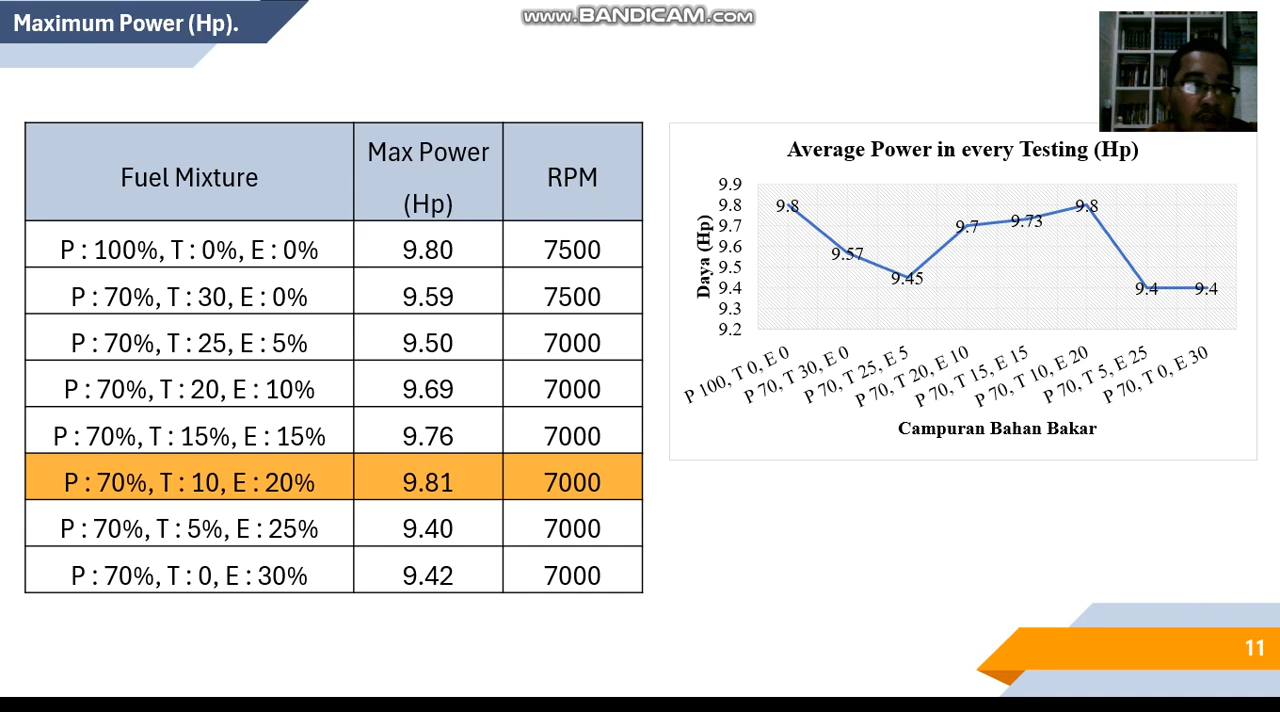 Maximum Power (Hp).
www.BANDICAM.com
Fuel Mixture
Max Power
(Hp)
RPM
P : 100%, T : 0%, E : 0%
9.80
7500
P : 70%, T : 30, E : 0%
9.59
7500
P : 70%, T : 25, E : 5%
9.50
7000
P : 70%, T : 20, E : 10%
9.69
7000
P : 70%, T : 15%, E : 15%
9.76
7000
P : 70%, T : 10, E : 20%
9.81
7000
P : 70%, T : 5%, E : 25%
9.40
7000
P : 70%, T : 0, E : 30%
9.42
7000
Average Power in every Testing (Hp)
Daya (Hp)
9.9
9.8
9.7
9.6
9.5
9.4
9.3
9.2
9.8
9.57
9.45
9.7
9.73
9.8
9.4
9.4
P 100, T 0, E 0
P 70, T 30, E 0
P 70, T 25, E 5
P 70, T 20, E 10
P 70, T 15, E 15
P 70, T 10, E 20
P 70, T 5, E 25
P 70, T 0, E 30
Campuran Bahan Bakar
11